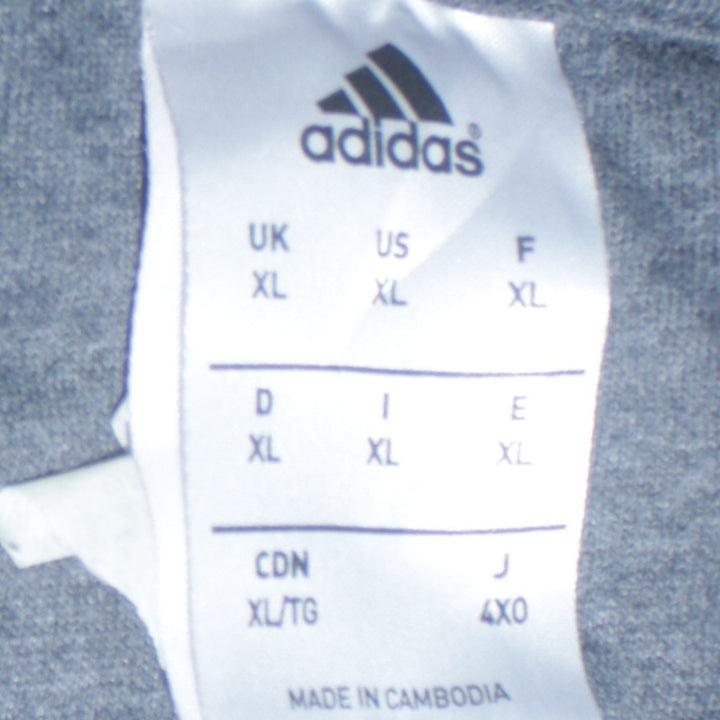 adidas®
UK US F
XL XL XL
D I E
XL XL XL
CDN J
XL/TG 4XO
MADE IN CAMBODIA